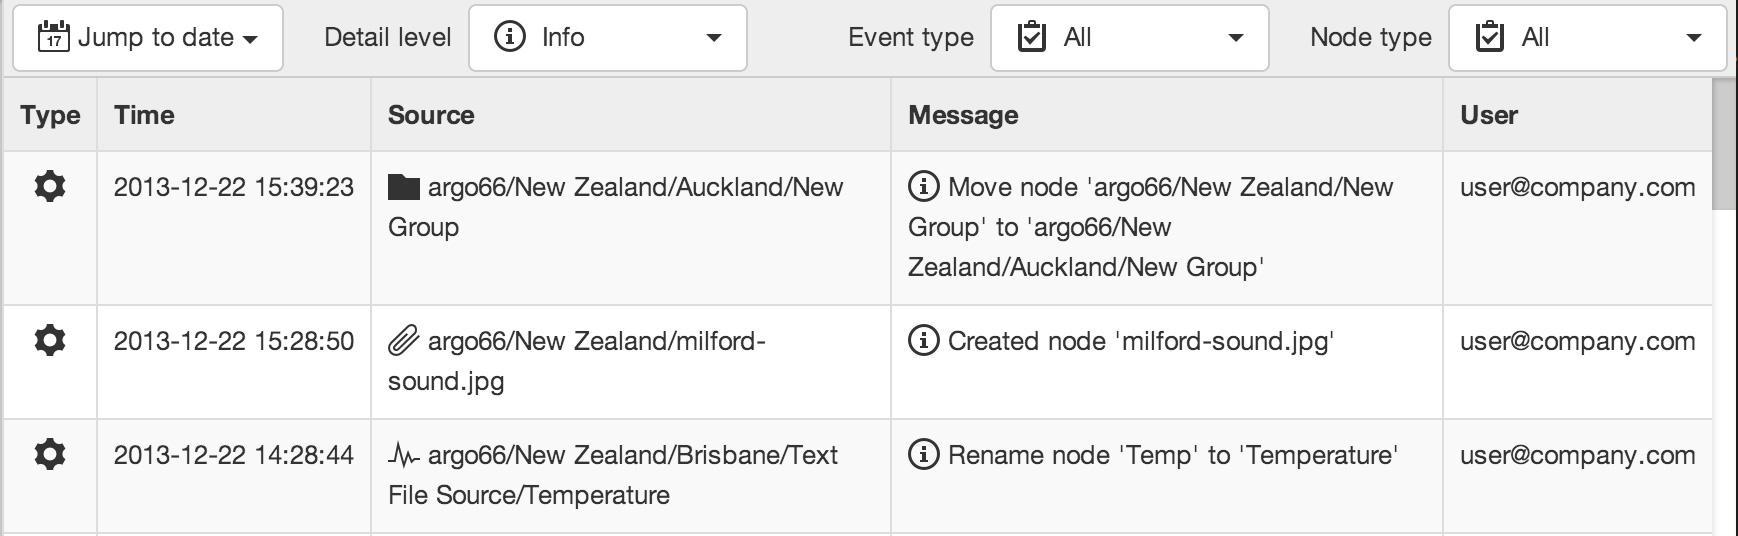 17 Jump to date Detail level Info Event type All Node type All
Type Time Source Message User
2013-12-22 15:39:23 argo66/New Zealand/Auckland/New Move node 'argo66/New Zealand/New user@company.com
Group Group' to 'argo66/New
Zealand/Auckland/New Group'
2013-12-22 15:28:50 argo66/New Zealand/milford- Created node 'milford-sound.jpg' user@company.com
sound.jpg
2013-12-22 14:28:44 argo66/New Zealand/Brisbane/Text Rename node 'Temp' to 'Temperature' user@company.com
File Source/Temperature